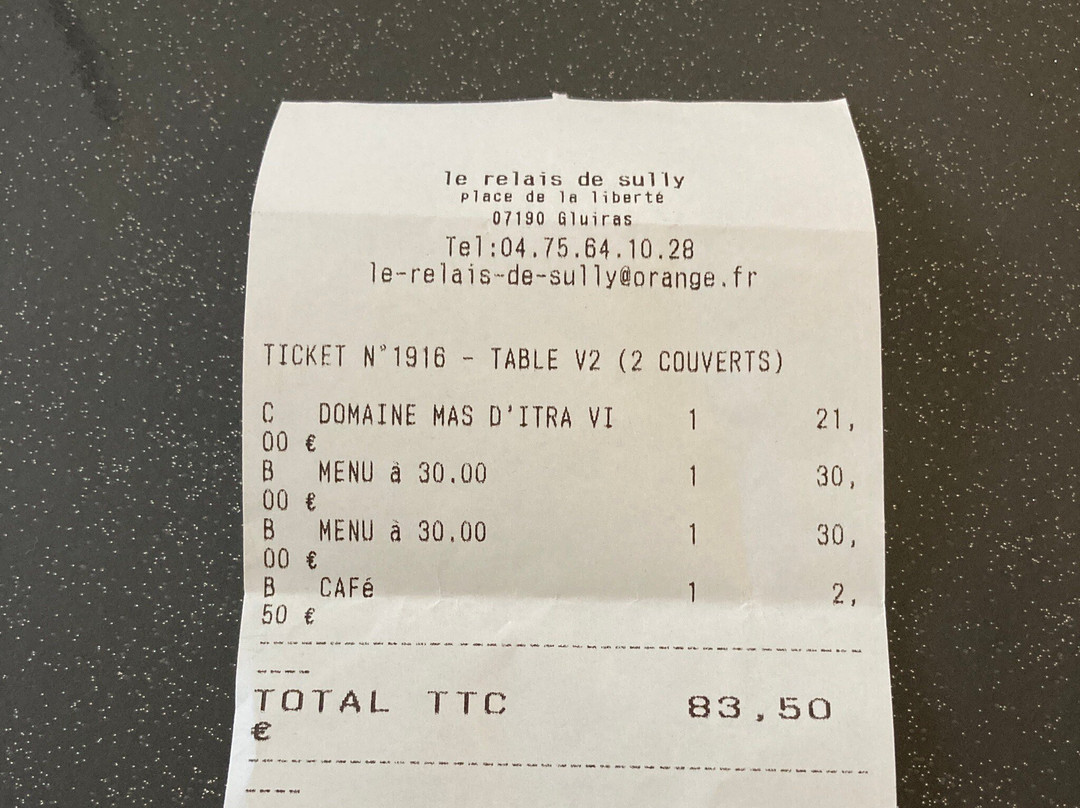 le relais de sully
place de la liberté
07190 Gluiras
Tel:04.75.64.10.28
le-relais-de-sully@orange.fr
TICKET N°1916 - TABLE V2 (2 COUVERTS)
C DOMAINE MAS D'ITRA VI 1 21,
00 €
B MENU à 30.00 1 30,
00 €
B MENU à 30.00 1 30,
00 €
B CAFé 1 2,
50 €
TOTAL TTC 83,50
€